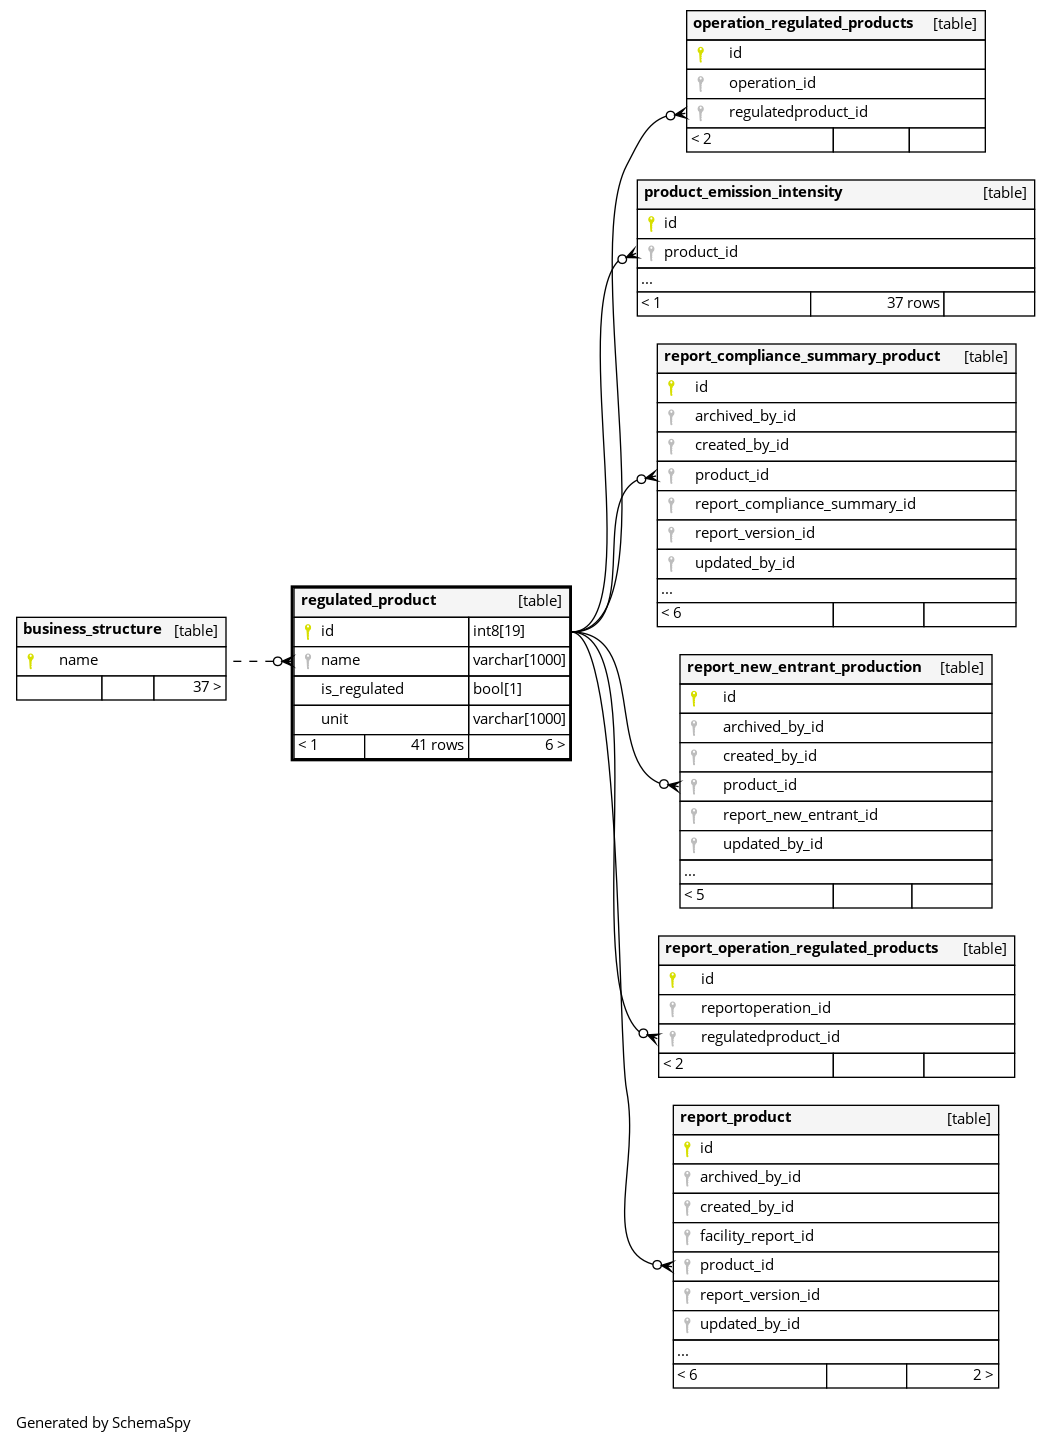 operation_regulated_products [table]
id
operation_id
regulatedproduct_id
< 2
product_emission_intensity [table]
id
product_id
...
< 1 37 rows
report_compliance_summary_product [table]
id
archived_by_id
created_by_id
product_id
report_compliance_summary_id
report_version_id
updated_by_id
...
< 6
business_structure [table]
name
37 >
regulated_product [table]
id int8[19]
name varchar[1000]
is_regulated bool[1]
unit varchar[1000]
< 1 41 rows 6 >
report_new_entrant_production [table]
id
archived_by_id
created_by_id
product_id
report_new_entrant_id
updated_by_id
...
< 5
report_operation_regulated_products [table]
id
reportoperation_id
regulatedproduct_id
< 2
report_product [table]
id
archived_by_id
created_by_id
facility_report_id
product_id
report_version_id
updated_by_id
...
< 6 2 >
Generated by SchemaSpy